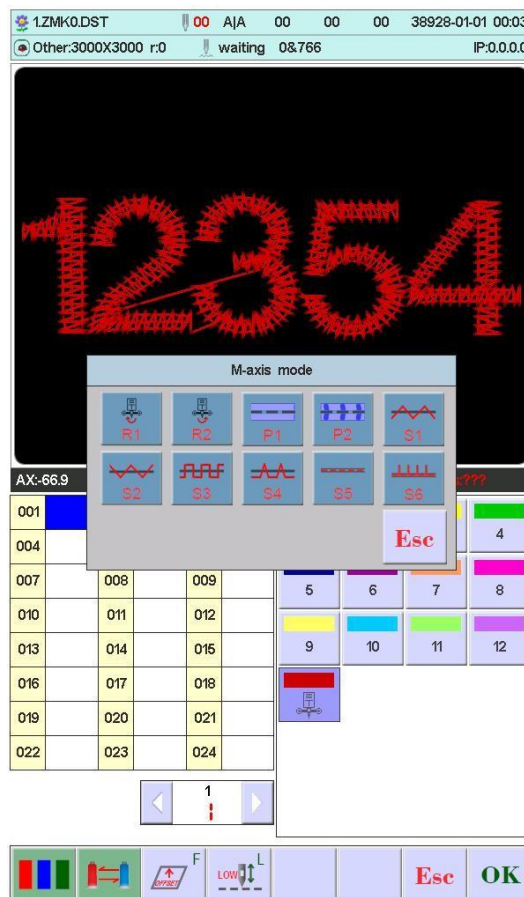 1.ZMK0.DST 00 A|A 00 00 00 38928-01-01 00:03
Other:3000X3000 r:0 waiting 0&766 IP:0.0.0.0
12354
M-axis mode
R1 R2 P1 P2 S1
S2 S3 S4 S5 S6
AX:-66.9 :???
Esc
001
004 4
007 008 009 5 6 7 8
010 011 012
013 014 015 9 10 11 12
016 017 018
019 020 021
022 023 024
1
OFFSET F LOW L Esc OK